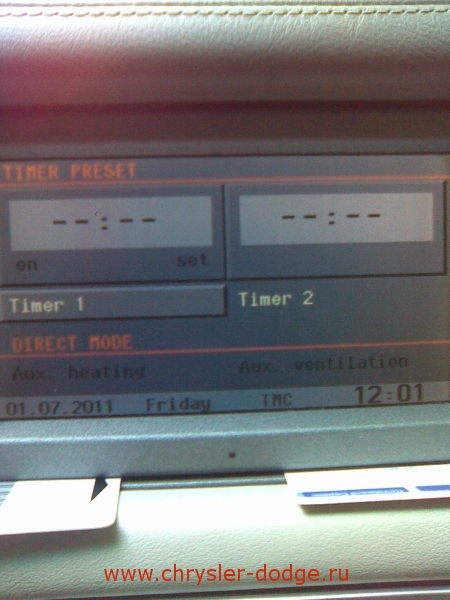 TIMER PRESET
--:-- --:--
on set
Timer 1 Timer 2
DIRECT MODE
Aux. heating Aux. ventilation
01.07.2011 Friday TMC 12:01
www.chrysler-dodge.ru